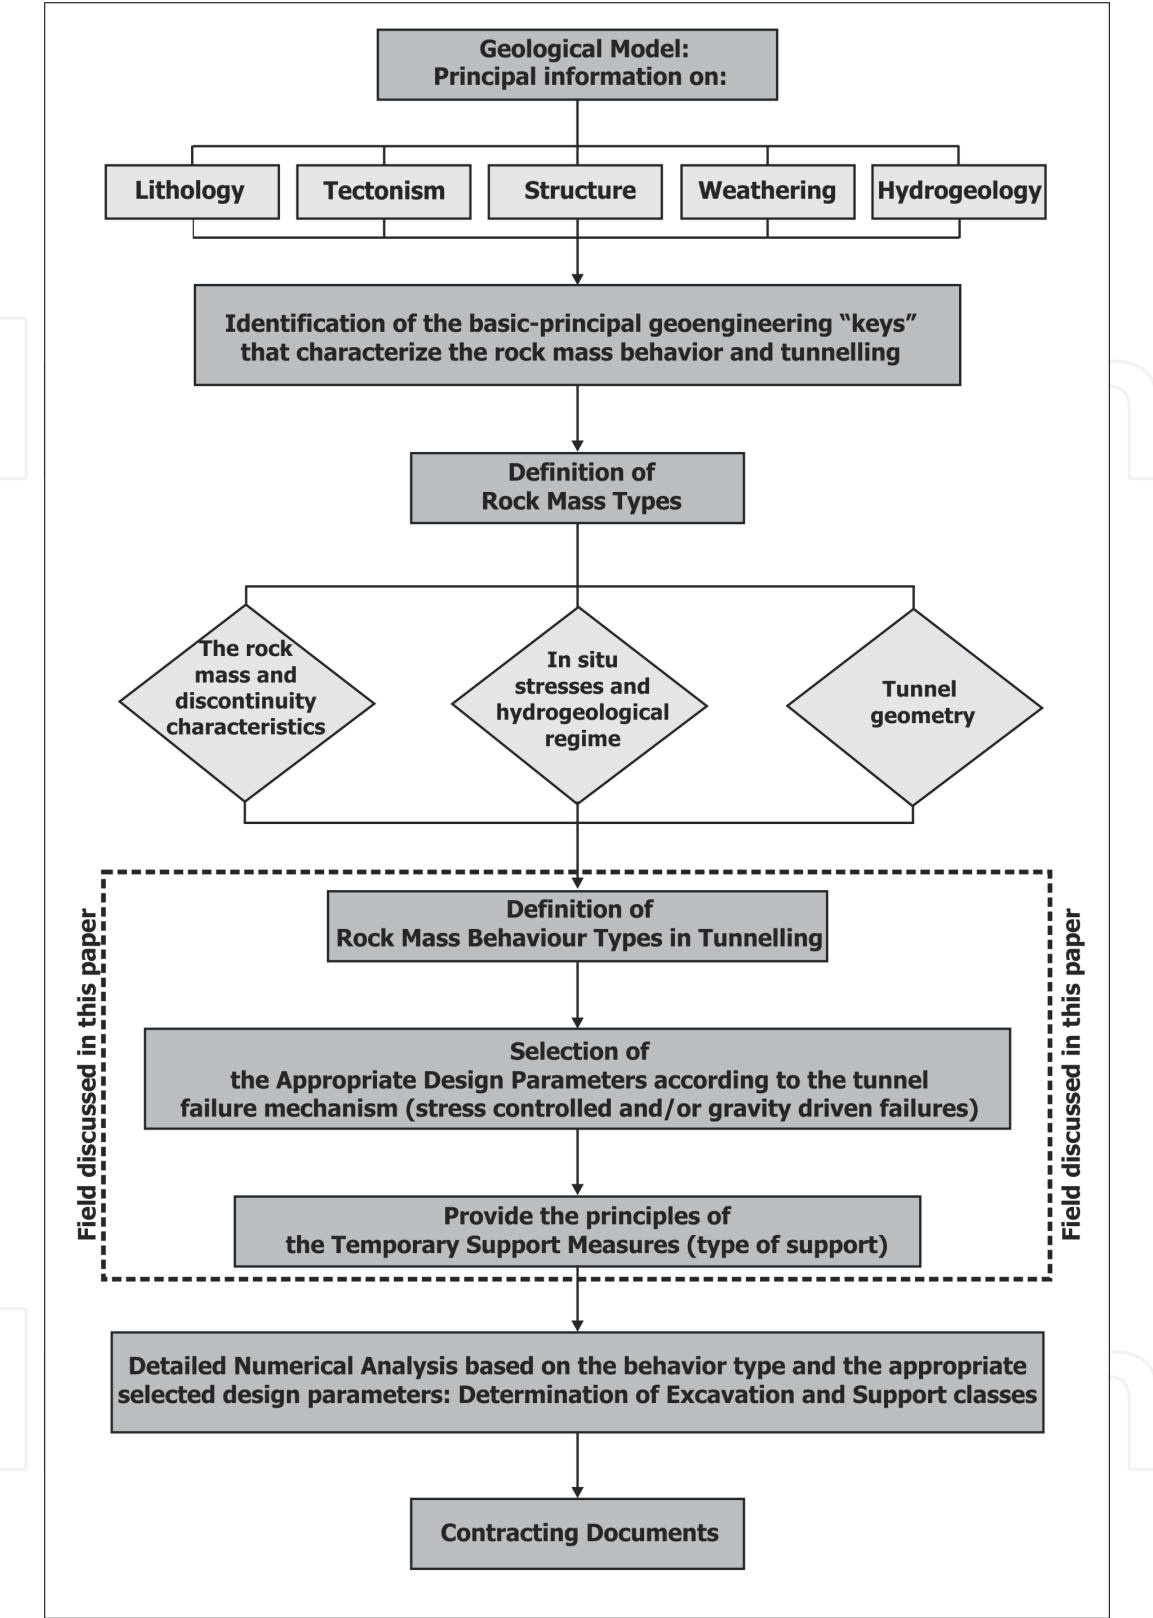 Geological Model:
Principal information on:
Lithology
Tectonism
Structure
Weathering
Hydrogeology
Identification of the basic-principal geoengineering “keys”
that characterize the rock mass behavior and tunnelling
Definition of
Rock Mass Types
The rock
mass and
discontinuity
characteristics
In situ
stresses and
hydrogeological
regime
Tunnel
geometry
Field discussed in this paper
Definition of
Rock Mass Behaviour Types in Tunnelling
Selection of
the Appropriate Design Parameters according to the tunnel
failure mechanism (stress controlled and/or gravity driven failures)
Provide the principles of
the Temporary Support Measures (type of support)
Field discussed in this paper
Detailed Numerical Analysis based on the behavior type and the appropriate
selected design parameters: Determination of Excavation and Support classes
Contracting Documents